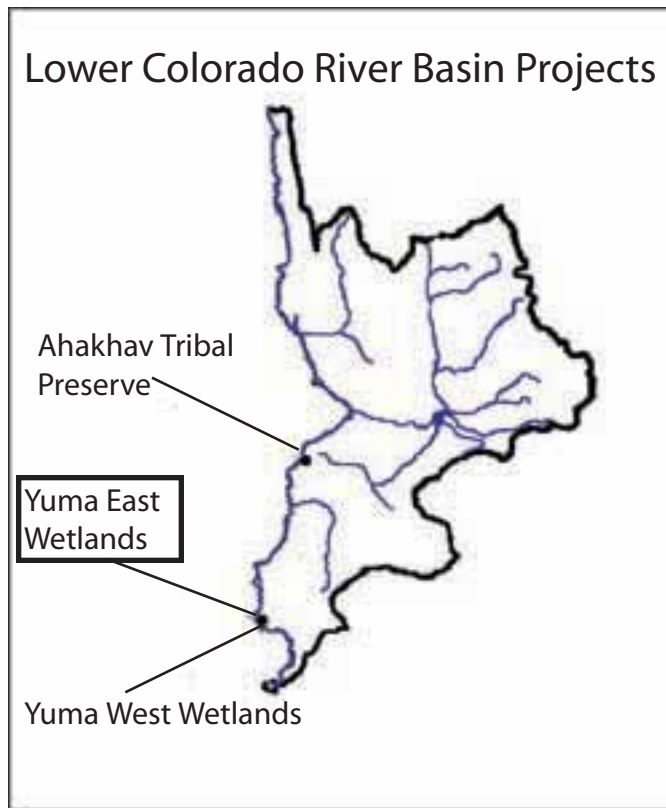 Lower Colorado River Basin Projects
Ahakhav Tribal
Preserve
Yuma East
Wetlands
Yuma West Wetlands